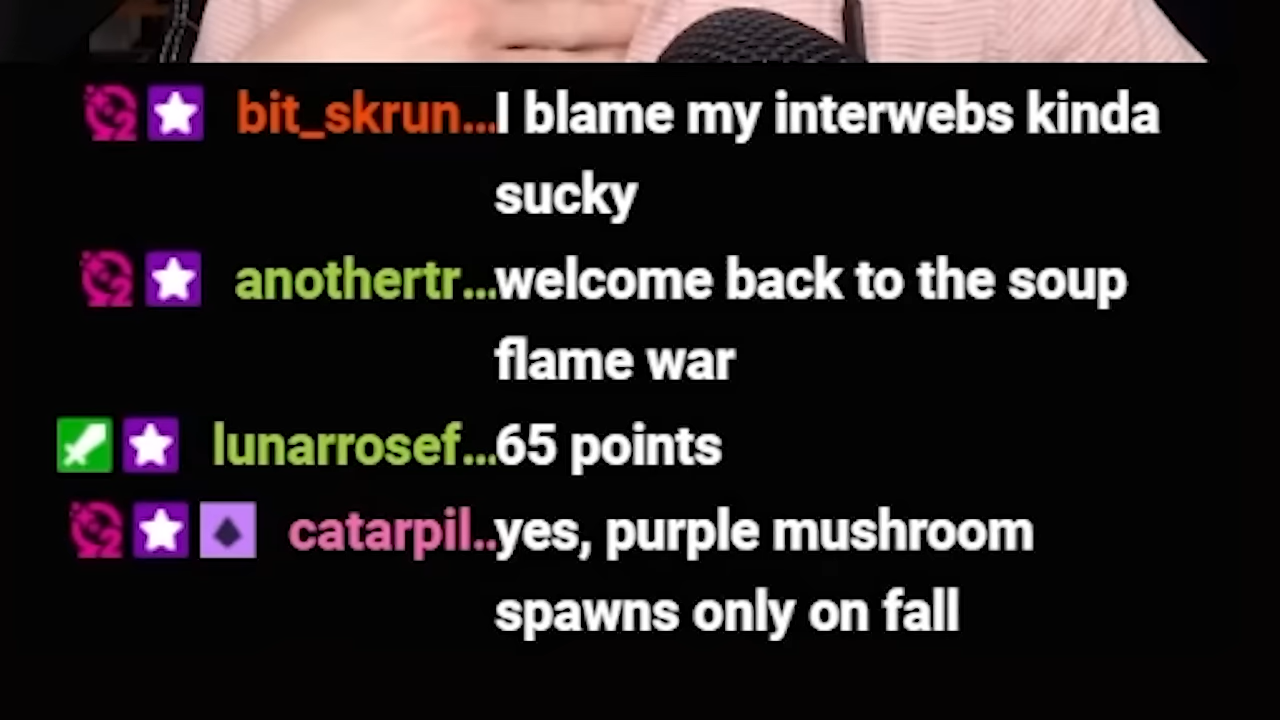 bit_skrun...I blame my interwebs kinda
sucky
anothertr...welcome back to the soup
flame war
lunarrosef...65 points
catarpil..yes, purple mushroom
spawns only on fall